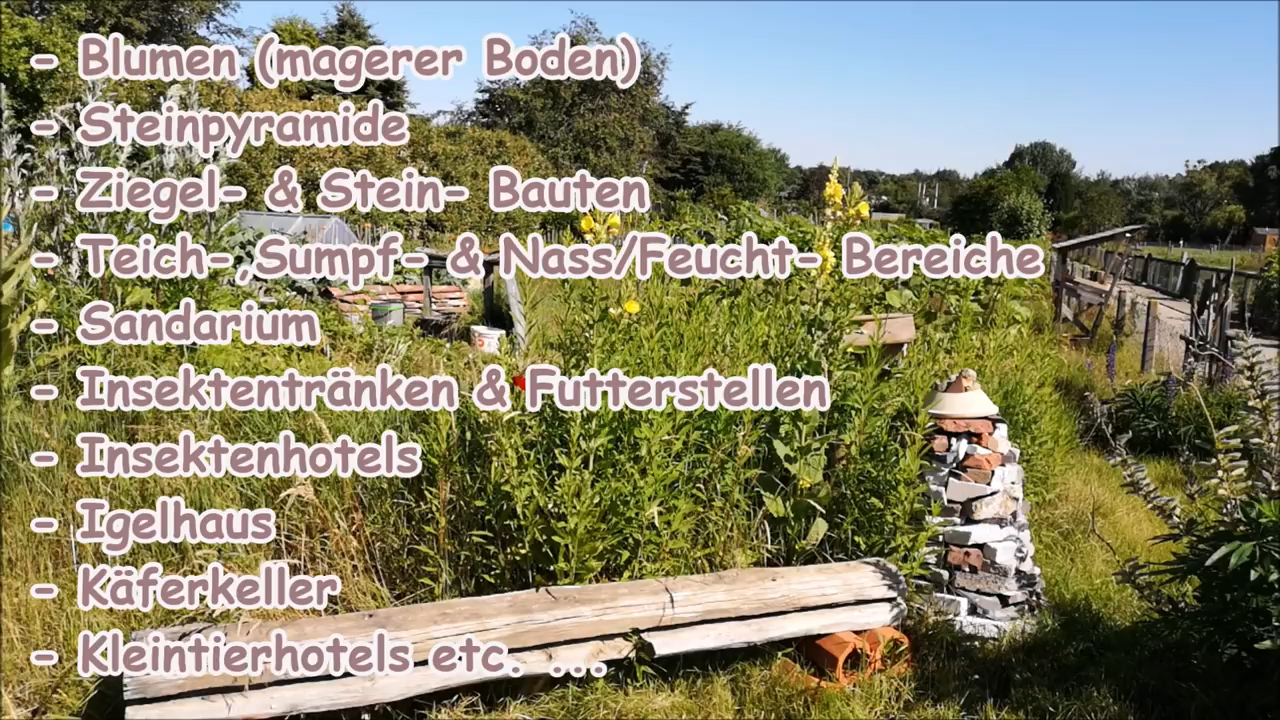 - Blumen (magerer Boden)
- Steinpyramide
- Ziegel- & Stein- Bauten
- Teich-,Sumpf- & Nass/Feucht- Bereiche
- Sandarium
- Insektentränken & Futterstellen
- Insektenhotels
- Igelhaus
- Käferkeller
- Kleintierhotels etc. ...